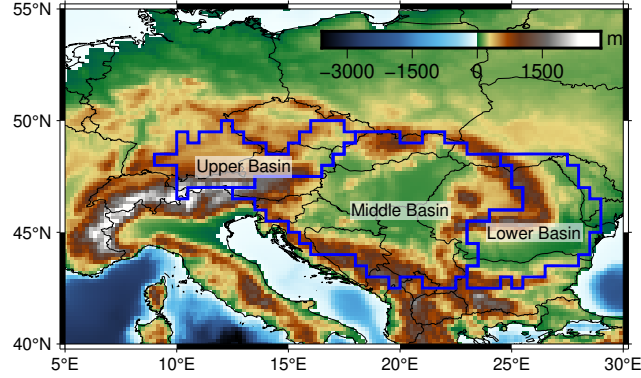 55°N
m
−3000 −1500 0 1500
50°N
Upper Basin
Middle Basin
Lower Basin
45°N
40°N
5°E 10°E 15°E 20°E 25°E 30°E